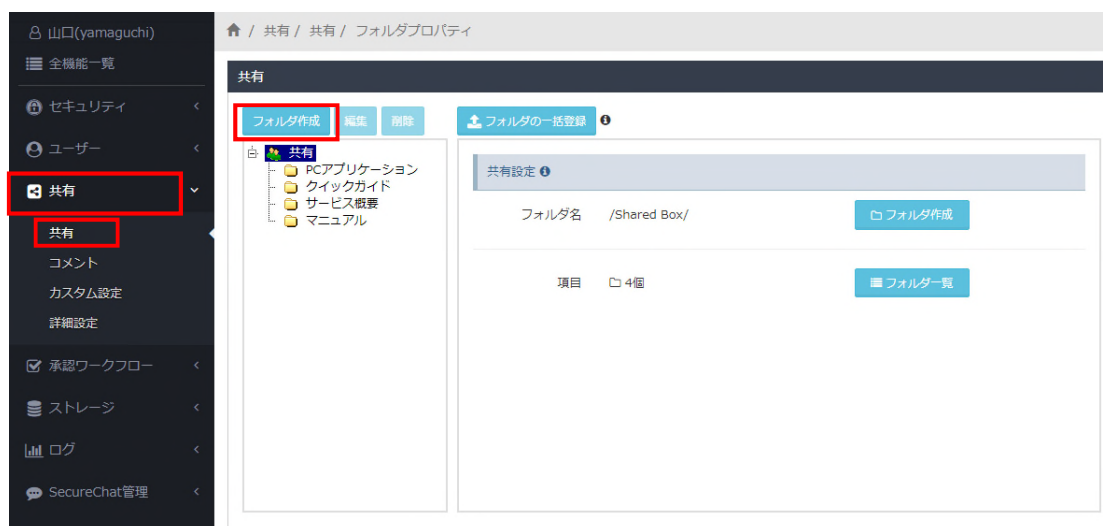 山口(yamaguchi)
全機能一覧
セキュリティ
ユーザー
共有
共有
コメント
カスタム設定
詳細設定
承認ワークフロー
ストレージ
ログ
SecureChat管理
/ 共有 / 共有 / フォルダプロパティ
共有
フォルダ作成 編集 削除 フォルダの一括登録
共有
PCアプリケーション
クイックガイド
サービス概要
マニュアル
共有設定
フォルダ名 /Shared Box/ フォルダ作成
項目 4個 フォルダ一覧